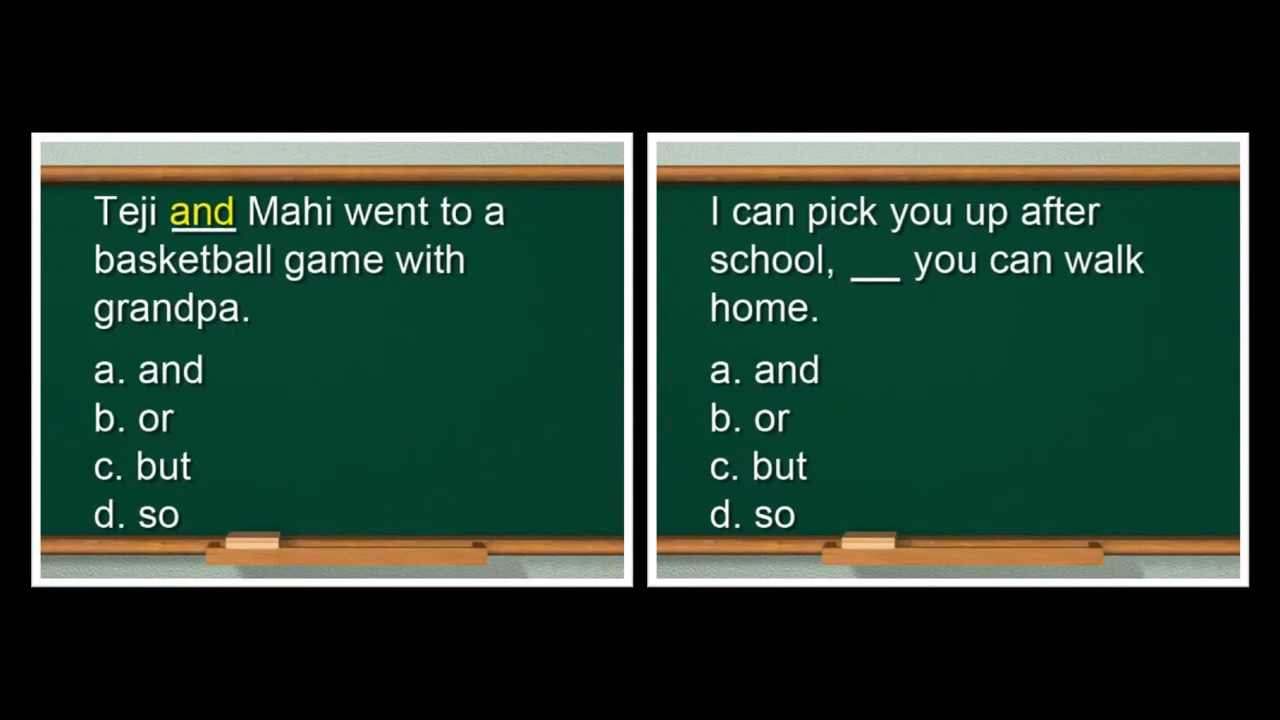 Teji and Mahi went to a
basketball game with
grandpa.
a. and
b. or
c. but
d. so
I can pick you up after
school, __ you can walk
home.
a. and
b. or
c. but
d. so